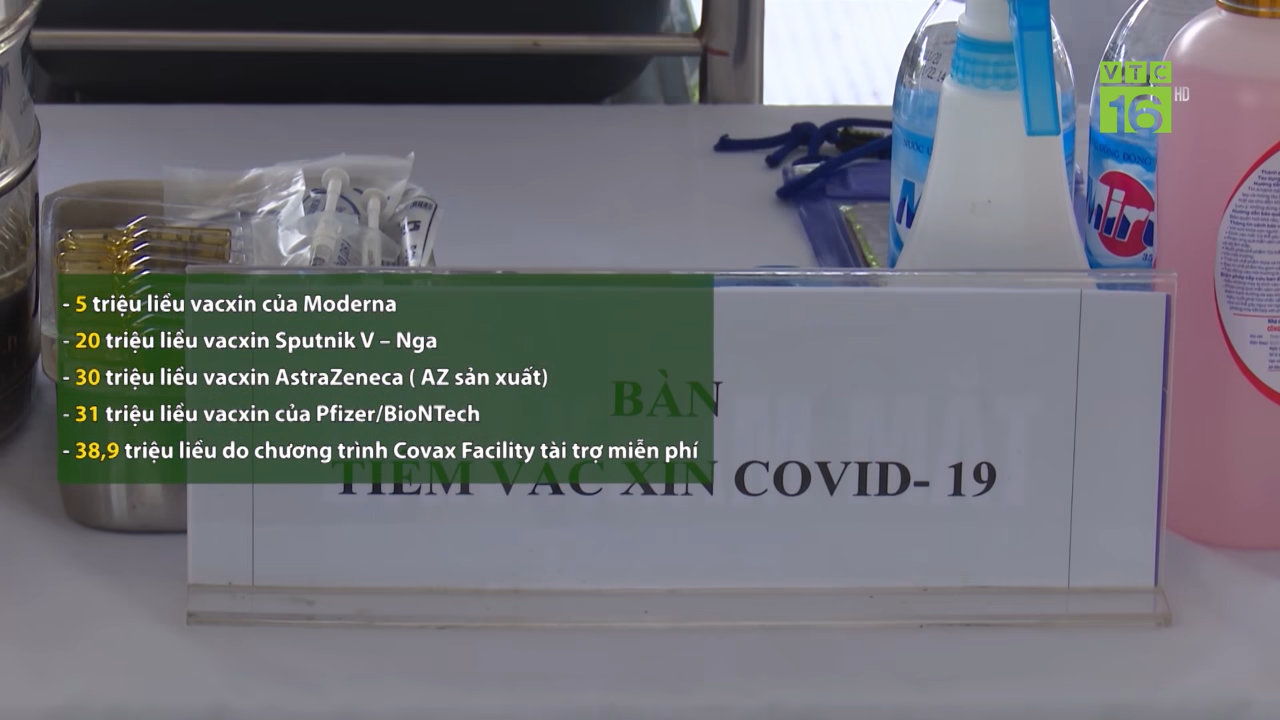 VTC
16 HD
- 5 triệu liều vacxin của Moderna
- 20 triệu liều vacxin Sputnik V – Nga
- 30 triệu liều vacxin AstraZeneca ( AZ sản xuất)
- 31 triệu liều vacxin của Pfizer/BioNTech
- 38,9 triệu liều do chương trình Covax Facility tài trợ miễn phí
BÀN
TIÊM VẮC XIN COVID- 19